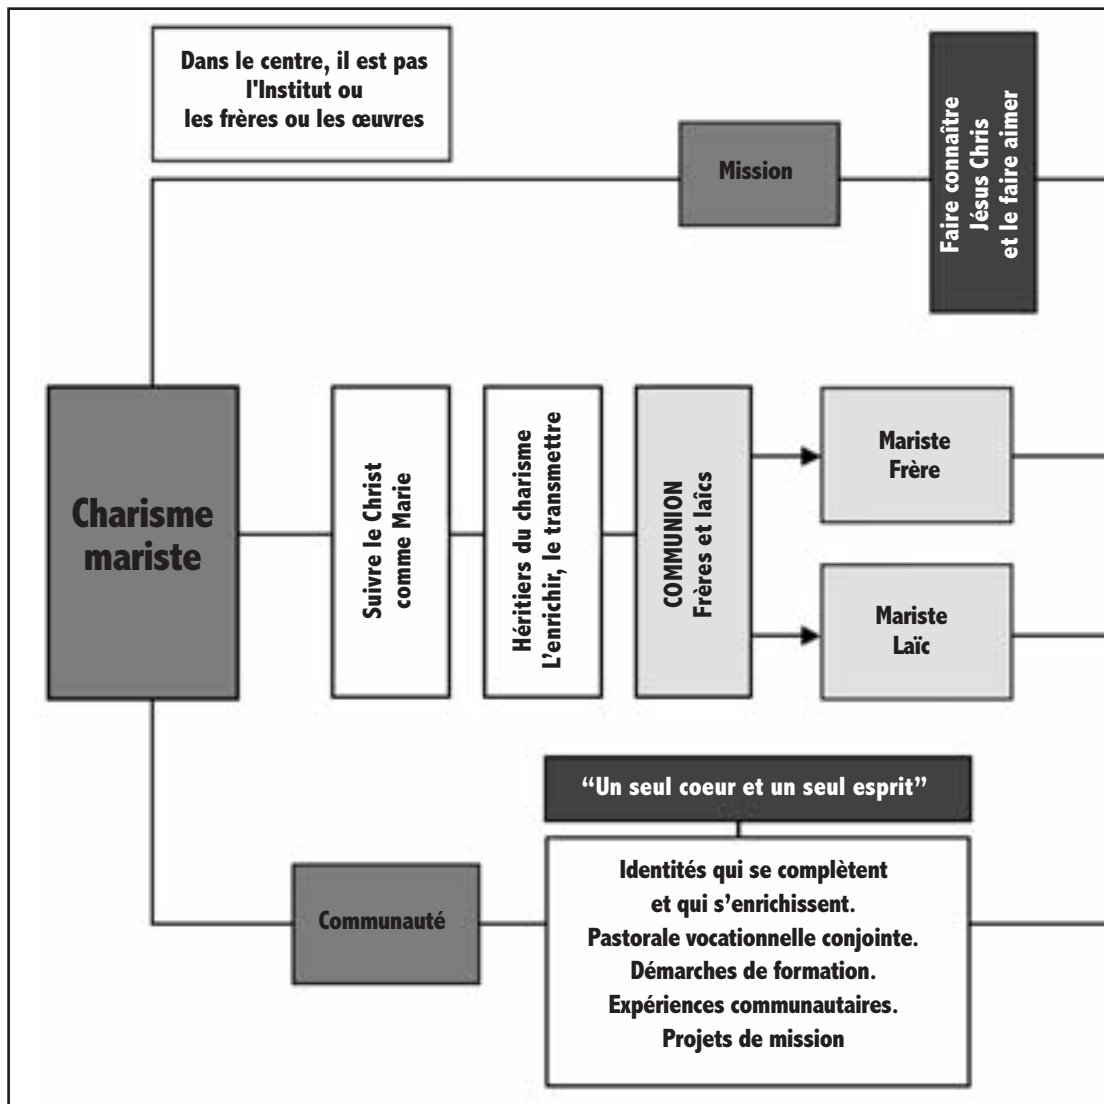 Dans le centre, il est pas
l'Institut ou
les frères ou les œuvres
Mission
Faire connaître
Jésus Chris
et le faire aimer
Charisme
mariste
Suivre le Christ
comme Marie
Héritiers du charisme
L'enrichir, le transmettre
COMMUNION
Frères et laîcs
Mariste
Frère
Mariste
Laïc
“Un seul coeur et un seul esprit”
Communauté
Identités qui se complètent
et qui s’enrichissent.
Pastorale vocationnelle conjointe.
Démarches de formation.
Expériences communautaires.
Projets de mission